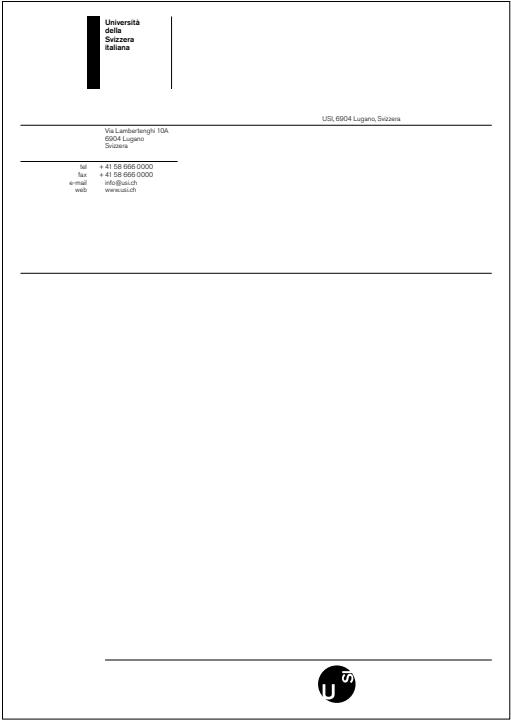 Università
della
Svizzera
italiana
USI, 6904 Lugano, Svizzera
Via Lambertenghi 10A
6904 Lugano
Svizzera
tel + 41 58 666 0000
fax + 41 58 666 0000
e-mail info@usi.ch
web www.usi.ch
U SI